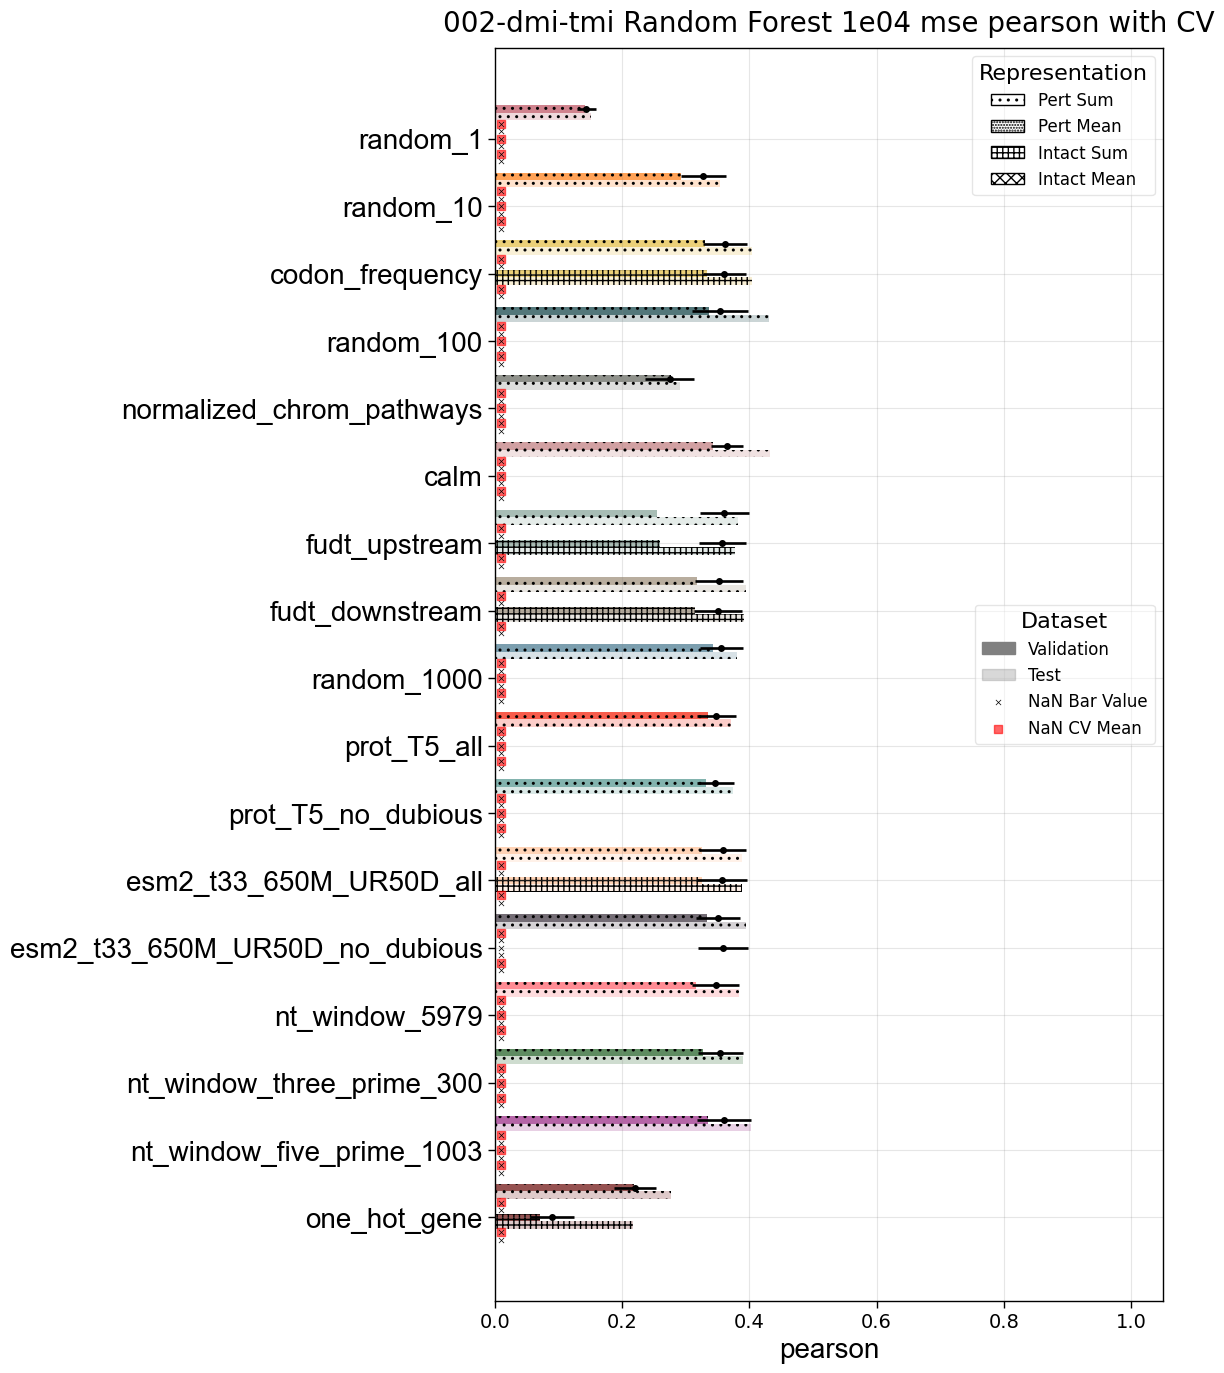 002-dmi-tmi Random Forest 1e04 mse pearson with CV
Representation
Pert Sum
Pert Mean
Intact Sum
Intact Mean
random_1
random_10
codon_frequency
random_100
normalized_chrom_pathways
calm
fudt_upstream
fudt_downstream
random_1000
prot_T5_all
prot_T5_no_dubious
esm2_t33_650M_UR50D_all
esm2_t33_650M_UR50D_no_dubious
nt_window_5979
nt_window_three_prime_300
nt_window_five_prime_1003
one_hot_gene
Dataset
Validation
Test
NaN Bar Value
NaN CV Mean
0.0 0.2 0.4 0.6 0.8 1.0
pearson